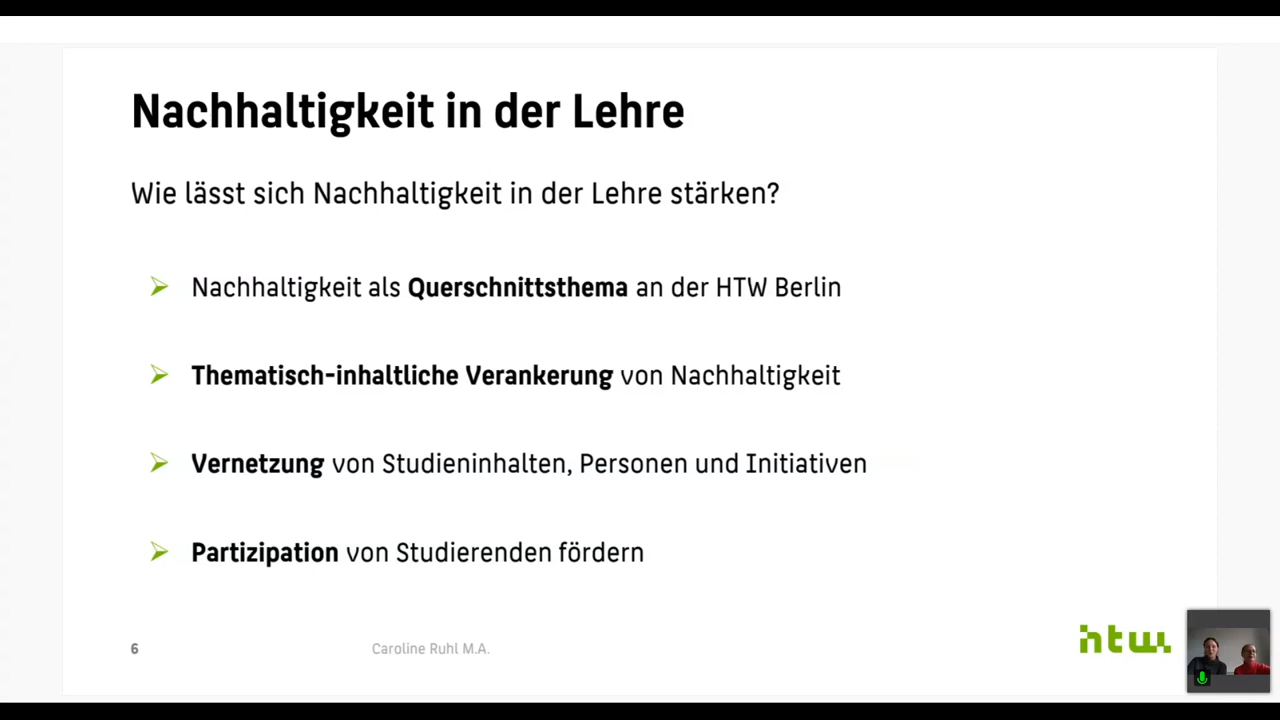 Nachhaltigkeit in der Lehre
Wie lässt sich Nachhaltigkeit in der Lehre stärken?
Nachhaltigkeit als Querschnittsthema an der HTW Berlin
Thematisch-inhaltliche Verankerung von Nachhaltigkeit
Vernetzung von Studieninhalten, Personen und Initiativen
Partizipation von Studierenden fördern
6
Caroline Ruhl M.A.
htw.